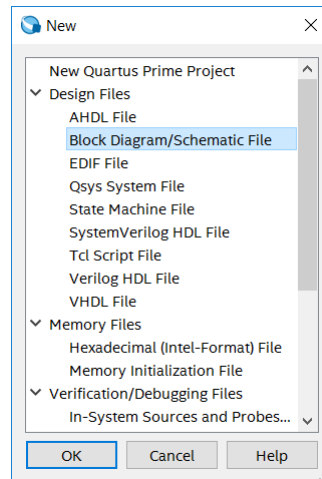 New
New Quartus Prime Project
Design Files
AHDL File
Block Diagram/Schematic File
EDIF File
Qsys System File
State Machine File
SystemVerilog HDL File
Tcl Script File
Verilog HDL File
VHDL File
Memory Files
Hexadecimal (Intel-Format) File
Memory Initialization File
Verification/Debugging Files
In-System Sources and Probes...
OK Cancel Help